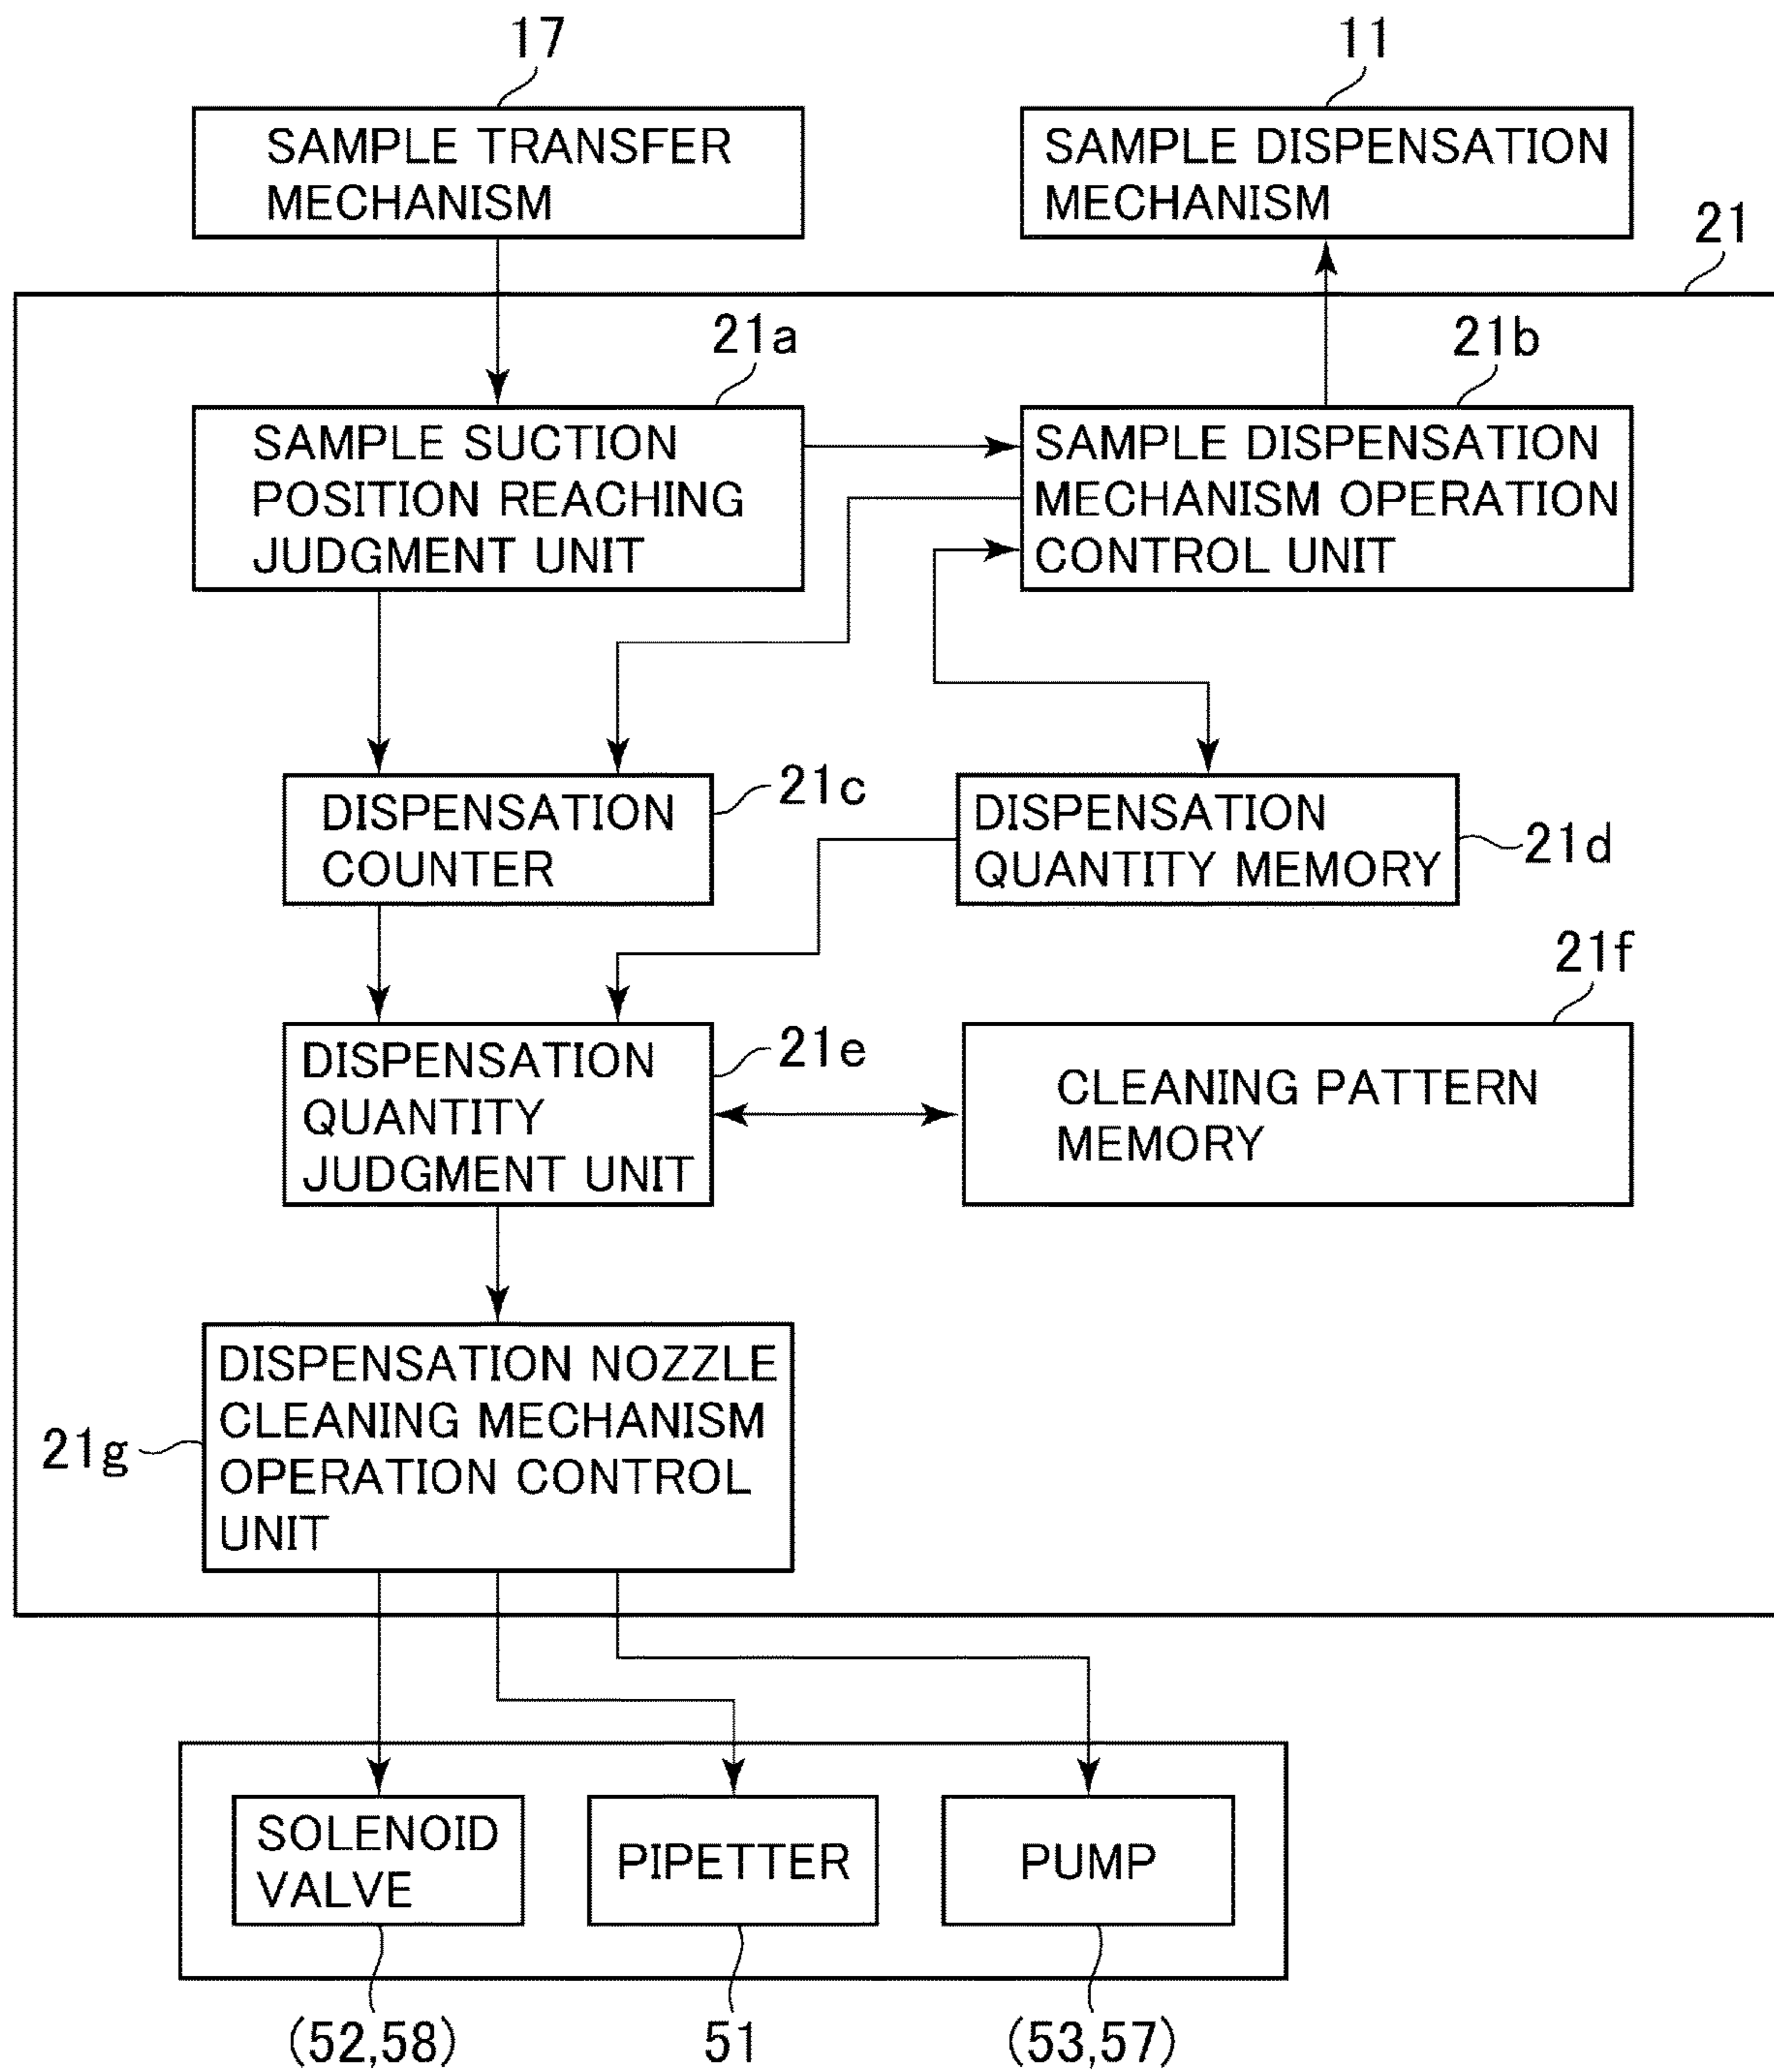 17
11
SAMPLE TRANSFER
MECHANISM
SAMPLE DISPENSATION
MECHANISM
21
21a
21b
SAMPLE SUCTION
POSITION REACHING
JUDGMENT UNIT
SAMPLE DISPENSATION
MECHANISM OPERATION
CONTROL UNIT
DISPENSATION
COUNTER
21c
DISPENSATION
QUANTITY MEMORY
21d
21f
DISPENSATION
QUANTITY
JUDGMENT UNIT
21e
CLEANING PATTERN
MEMORY
DISPENSATION NOZZLE
CLEANING MECHANISM
OPERATION CONTROL
UNIT
21g
SOLENOID
VALVE
PIPETTER
PUMP
(52,58)
51
(53,57)